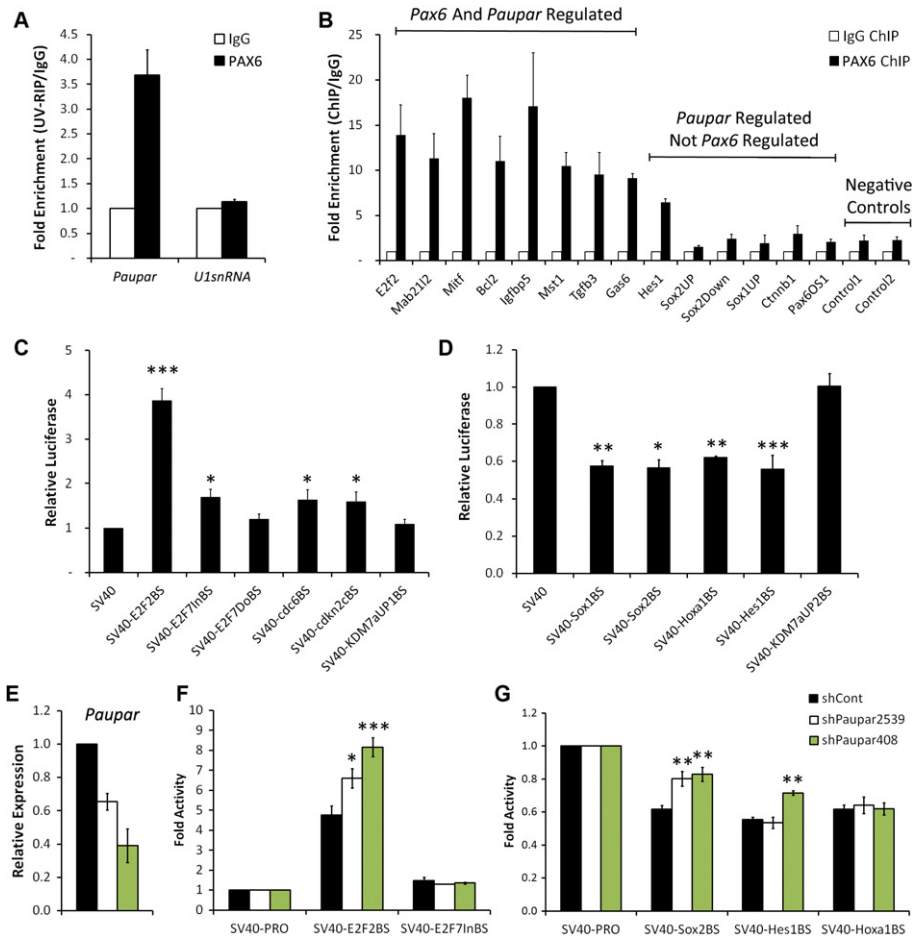 A
Fold Enrichment (UV-RIP/IgG)
4.5
4.0
3.5
3.0
2.5
2.0
1.5
1.0
0.5
-
IgG
PAX6
Paupar
U1snRNA
B
Pax6 And Paupar Regulated
IgG ChIP
PAX6 ChIP
Paupar Regulated
Not Pax6 Regulated
Negative
Controls
Fold Enrichment (ChIP/IgG)
25
20
15
10
5
-
E2f2
Mab21l2
Mitf
Bcl2
Igfbp5
Mst1
Tgfb3
Gas6
Hes1
Sox2UP
Sox2Down
Sox1UP
Ctnnb1
Pax6OS1
Control1
Control2
C
Relative Luciferase
5
4
3
2
1
-
***
*
*
*
SV40
SV40-E2F2BS
SV40-E2F7InBS
SV40-E2F7DoBS
SV40-cdc6BS
SV40-cdkn2cBS
SV40-KDM7aUP1BS
D
Relative Luciferase
1.2
1.0
0.8
0.6
0.4
0.2
0.0
**
*
**
***
SV40
SV40-Sox1BS
SV40-Sox2BS
SV40-Hoxa1BS
SV40-Hes1BS
SV40-KDM7aUP2BS
E
Paupar
Relative Expression
1.2
1.0
0.8
0.6
0.4
0.2
0.0
F
Fold Activity
10
9
8
7
6
5
4
3
2
1
0
*
***
SV40-PRO
SV40-E2F2BS
SV40-E2F7InBS
G
shCont
shPaupar2539
shPaupar408
Fold Activity
1.2
1.0
0.8
0.6
0.4
0.2
0.0
**
**
**
SV40-PRO
SV40-Sox2BS
SV40-Hes1BS
SV40-Hoxa1BS